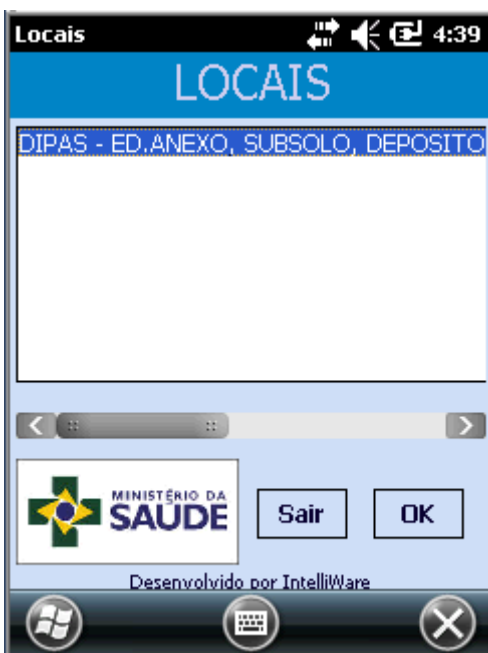 Locais
4:39
LOCAIS
DIPAS - ED.ANEXO, SUBSOLO, DEPOSITO
MINISTÉRIO DA
SAÚDE
Sair
OK
Desenvolvido por IntelliWare